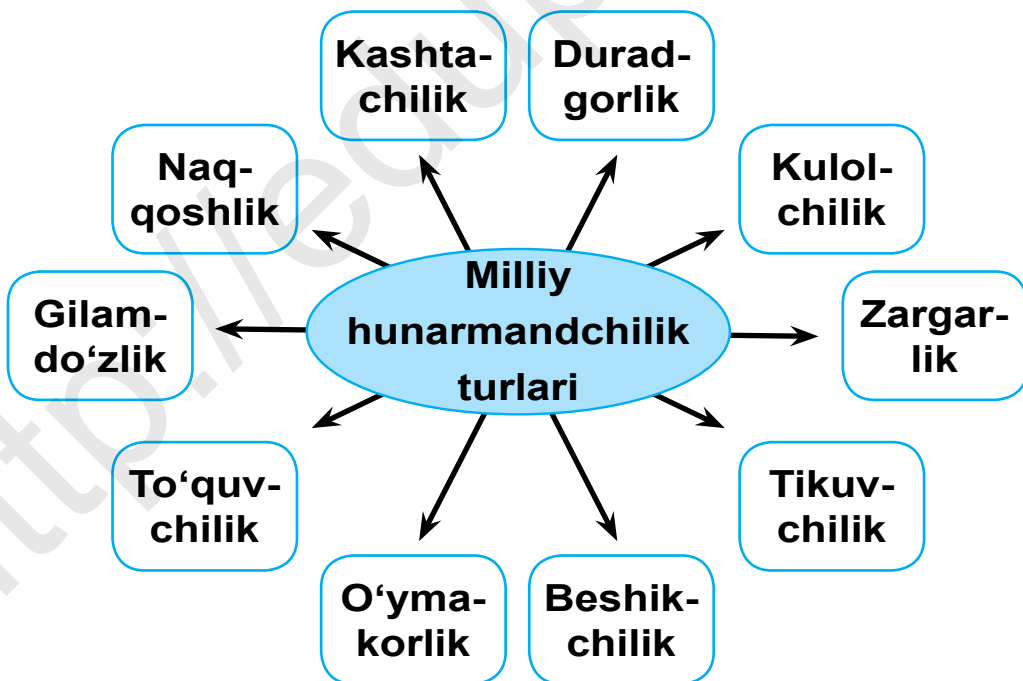 Kashta-
chilik
Durad-
gorlik
Naq-
qoshlik
Kulol-
chilik
Milliy
hunarmandchilik
turlari
Gilam-
do‘zlik
Zargar-
lik
To‘quv-
chilik
Tikuv-
chilik
O‘yma-
korlik
Beshik-
chilik